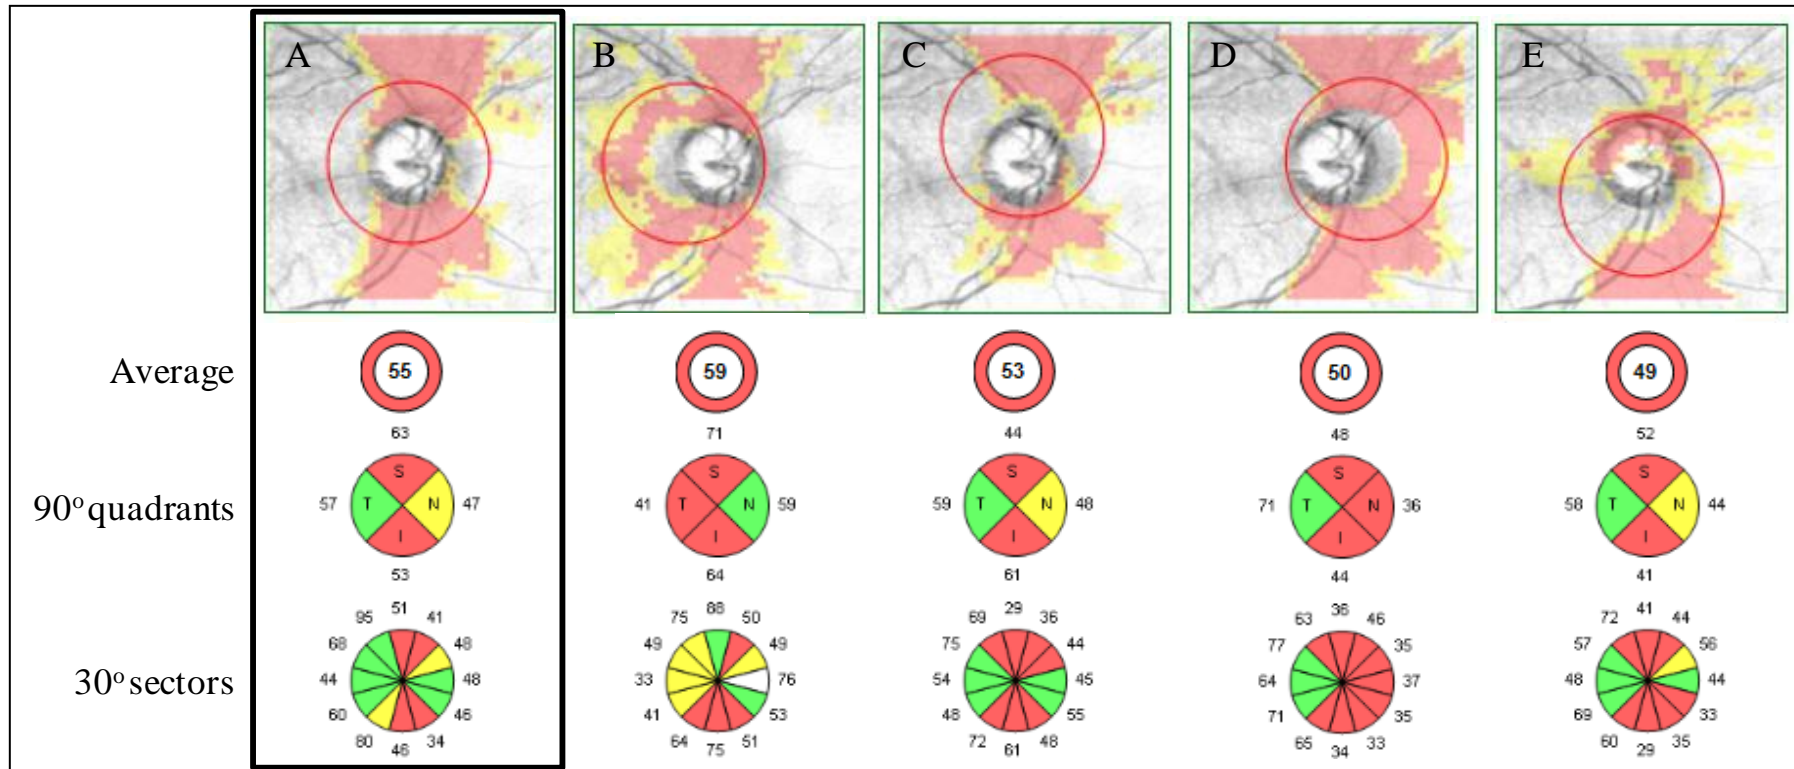 A B C D E
Average 55 59 53 50 49
63 71 44 48 52
S S S S S
90° quadrants 57 T N 47 41 T N 59 59 T N 48 71 T N 36 58 T N 44
I I I I I
53 64 61 44 41
95 51 41 75 88 50 69 29 36 63 36 46 72 41 44
68 48 49 49 75 44 77 35 57 56
30° sectors 44 48 33 76 54 45 64 37 48 44
60 46 41 53 48 55 71 35 69 33
80 46 34 64 75 51 72 61 48 65 34 33 60 29 35